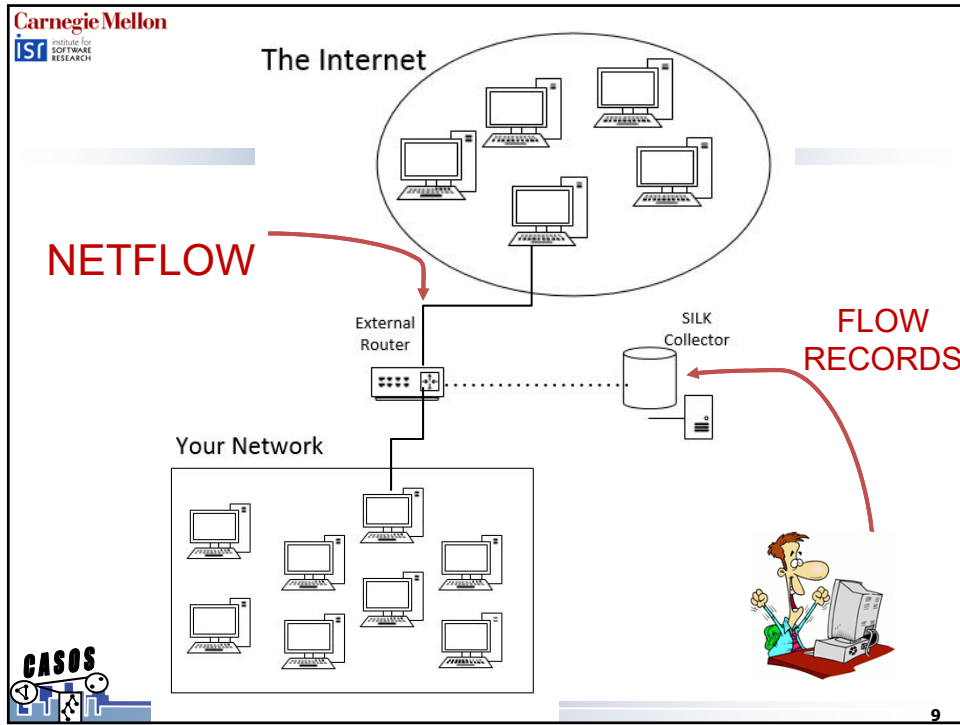 Carnegie Mellon
isr institute for
SOFTWARE
RESEARCH
The Internet
NETFLOW
External
Router
SILK
Collector
FLOW
RECORDS
Your Network
CASOS
9